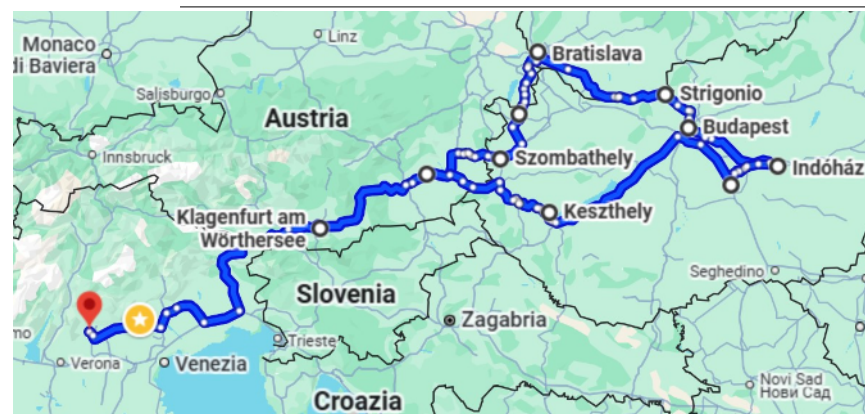 Monaco
di Baviera
Linz
Bratislava
Salisburgo
Strigonio
Austria
Budapest
Innsbruck
Szombathely
Indóház
Klagenfurt am
Wörthersee
Keszthely
Seghedino
Slovenia
Zagabria
mo
Trieste
Verona
Venezia
Novi Sad
Нови Сад
Croazia